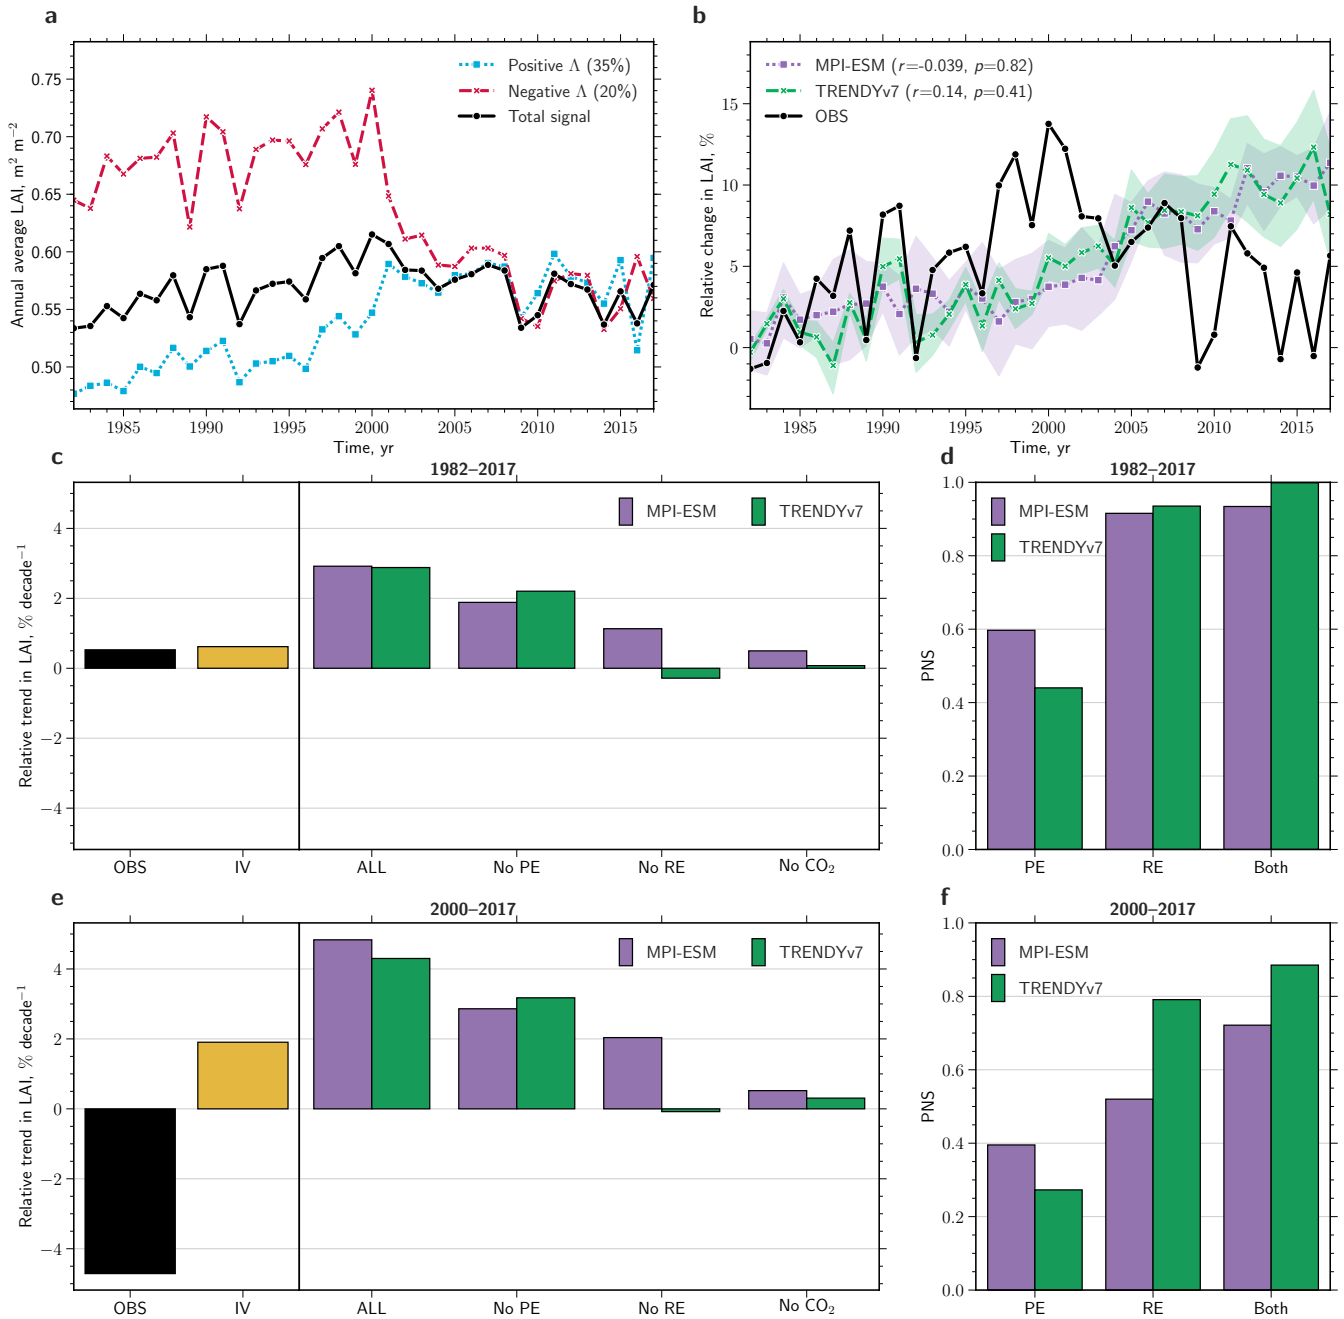 a
Annual average LAI, m² m⁻²
0.75
0.70
0.65
0.60
0.55
0.50
Positive Λ (35%)
Negative Λ (20%)
Total signal
1985
1990
1995
2000
2005
2010
2015
Time, yr
b
Relative change in LAI, %
15
10
5
0
MPI-ESM (r=-0.039, p=0.82)
TRENDYv7 (r=0.14, p=0.41)
OBS
1985
1990
1995
2000
2005
2010
2015
Time, yr
c
1982–2017
Relative trend in LAI, % decade⁻¹
4
2
0
−2
−4
MPI-ESM
TRENDYv7
OBS
IV
ALL
No PE
No RE
No CO₂
d
1982–2017
PNS
1.0
0.8
0.6
0.4
0.2
0.0
MPI-ESM
TRENDYv7
PE
RE
Both
e
2000–2017
Relative trend in LAI, % decade⁻¹
4
2
0
−2
−4
MPI-ESM
TRENDYv7
OBS
IV
ALL
No PE
No RE
No CO₂
f
2000–2017
PNS
1.0
0.8
0.6
0.4
0.2
0.0
MPI-ESM
TRENDYv7
PE
RE
Both